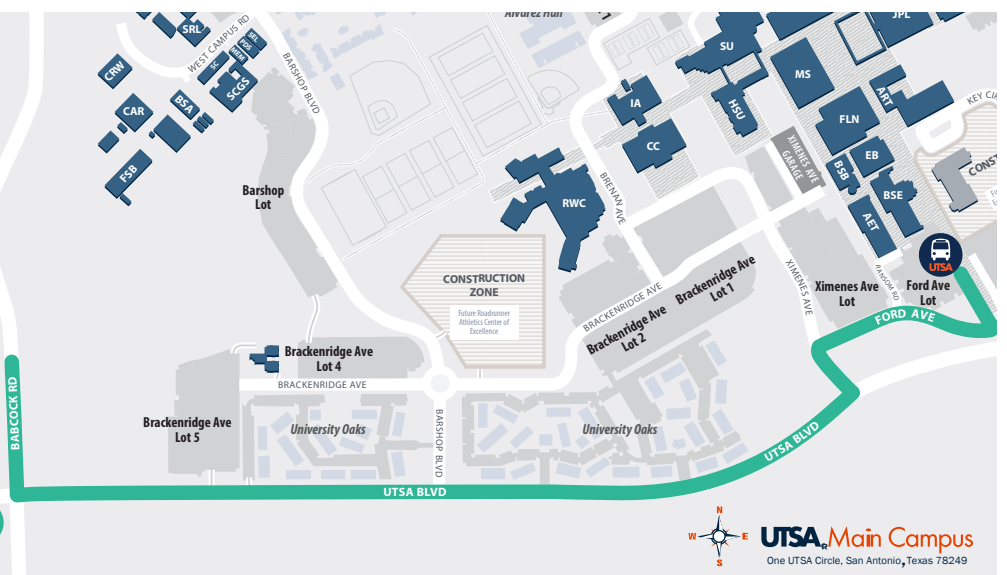 Alvarez Hall
JPL
SRL
SEL
POS
MEM
WEST CAMPUS RD
SC
SU
CRW
BARSHOP BLVD
MS
SCGS
ART
CAR
BSA
IA
HSU
KEY
FLN
CC
XIMENES AVE
GARAGE
EB
BSB
FSB
BSE
Barshop
Lot
BRENAN AVE
RWC
AET
UTSA
CONSTRUCTION
ZONE
XIMENES AVE
RANSOM RD
Brackenridge Ave
Lot 1
Ximenes Ave
Lot
Ford Ave
Lot
BRACKENRIDGE AVE
Future Roadrunner
Athletics Center of
Excellence
FORD AVE
Brackenridge Ave
Lot 2
Brackenridge Ave
Lot 4
BRACKENRIDGE AVE
BABCOCK RD
Brackenridge Ave
Lot 5
University Oaks
BARSHOP BLVD
University Oaks
UTSA BLVD
UTSA BLVD
N
W
E
S
UTSA® Main Campus
One UTSA Circle, San Antonio, Texas 78249